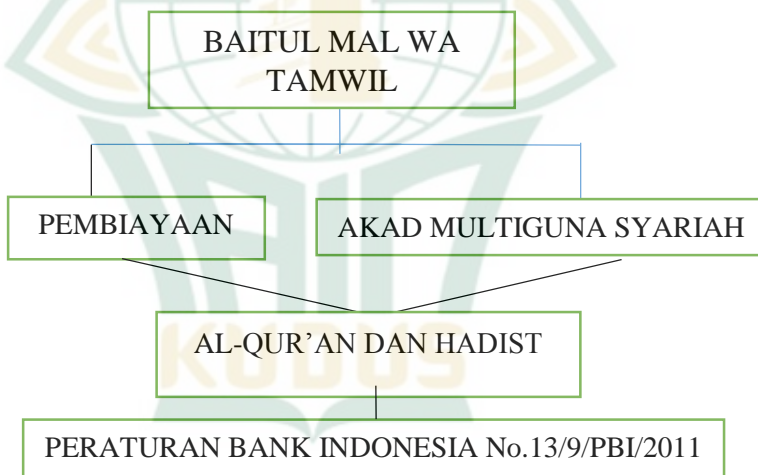 BAITUL MAL WA
TAMWIL
PEMBIAYAAN
AKAD MULTIGUNA SYARIAH
AL-QUR’AN DAN HADIST
KUDUS
PERATURAN BANK INDONESIA No.13/9/PBI/2011